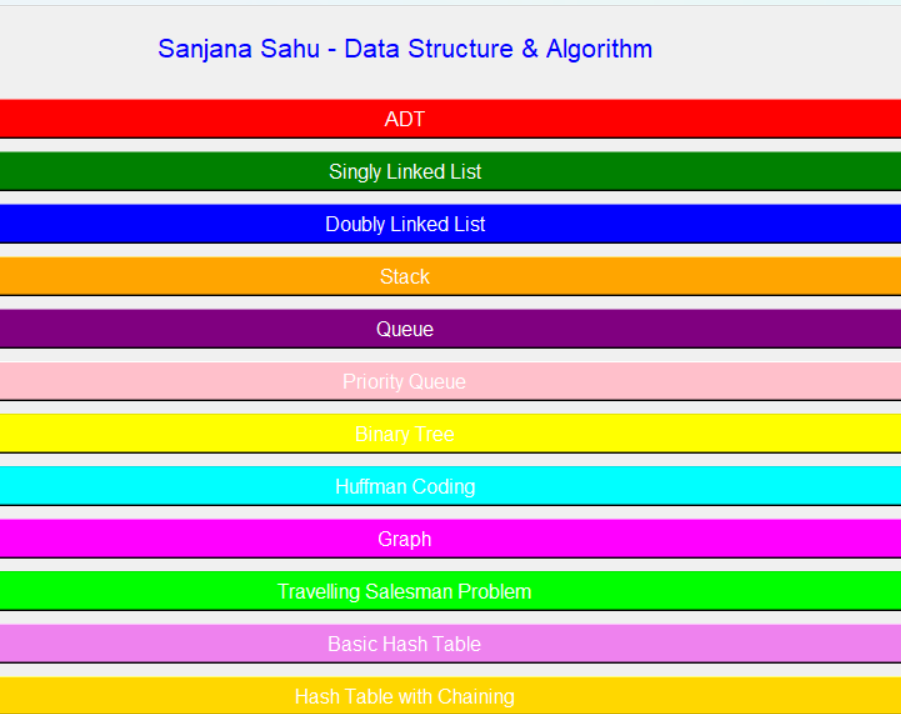 Sanjana Sahu - Data Structure & Algorithm
ADT
Singly Linked List
Doubly Linked List
Stack
Queue
Priority Queue
Binary Tree
Huffman Coding
Graph
Travelling Salesman Problem
Basic Hash Table
Hash Table with Chaining